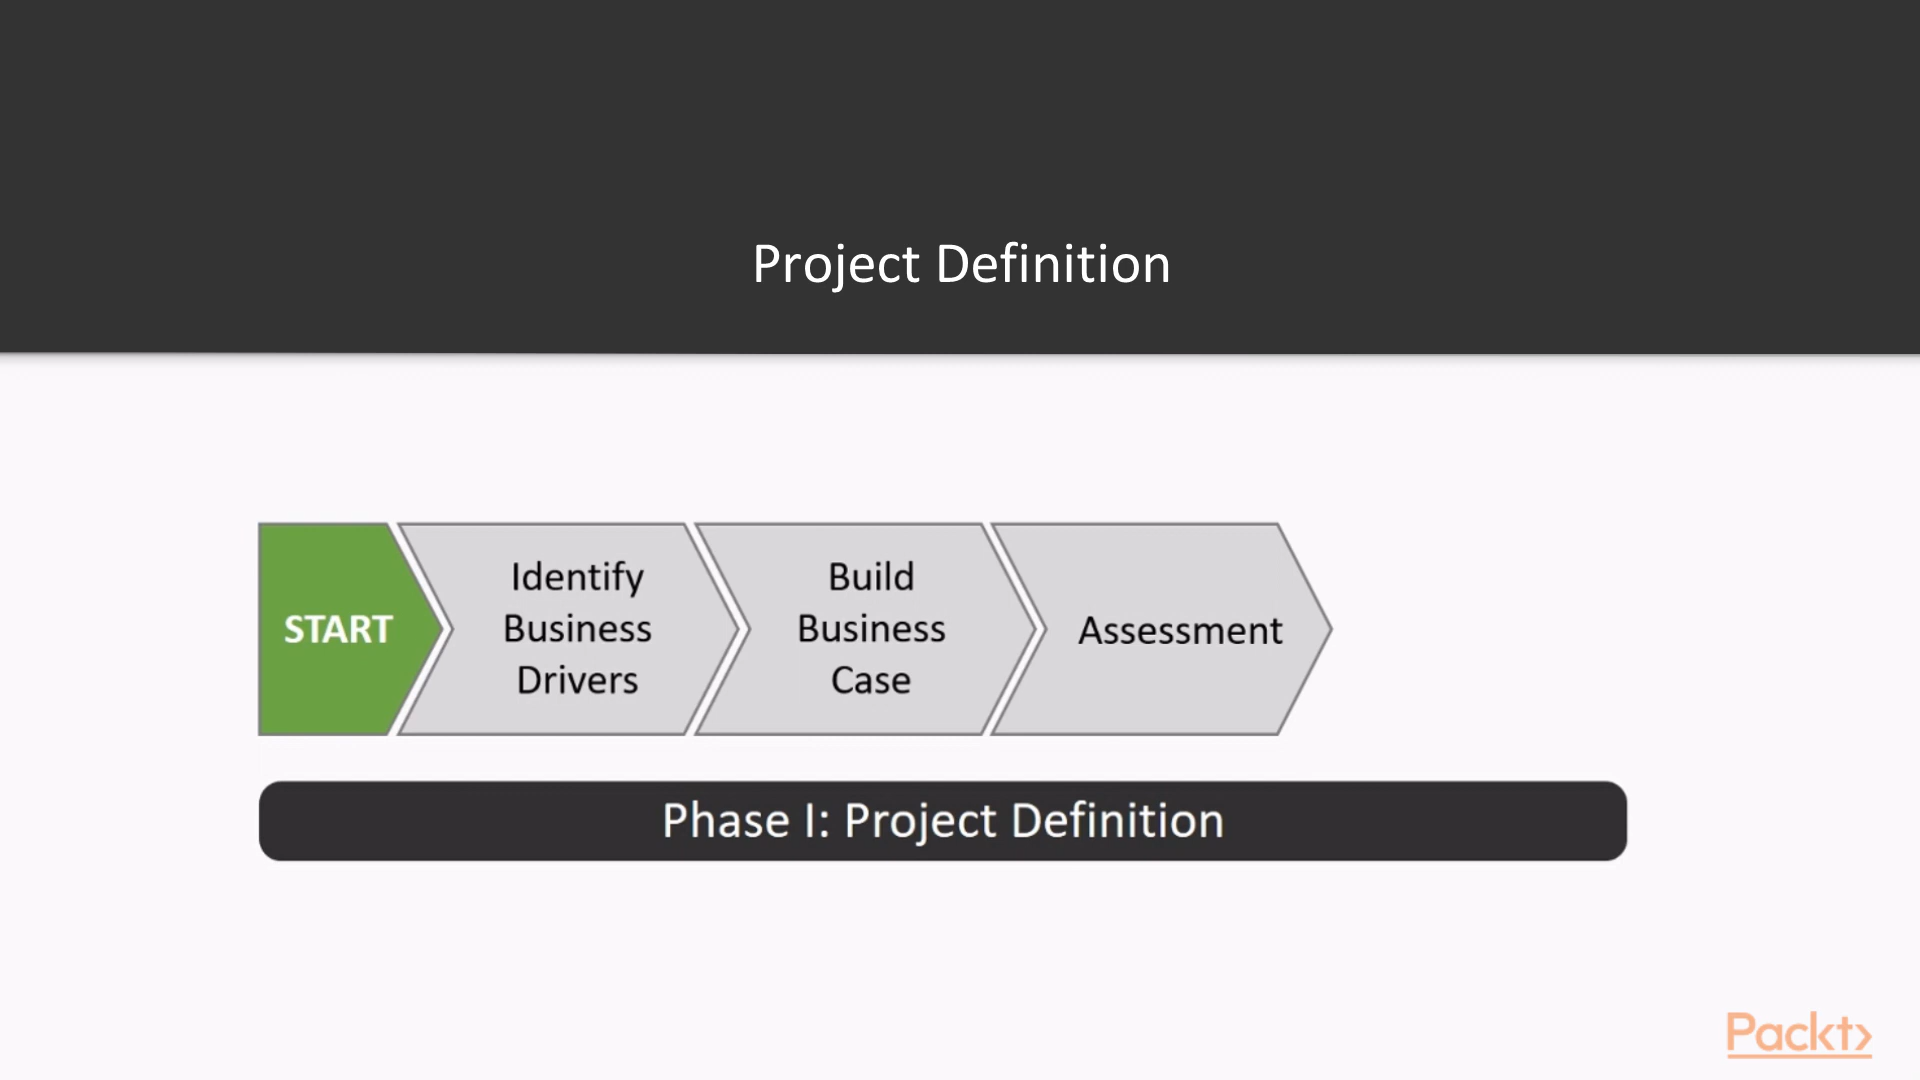 Project Definition
START
Identify
Business
Drivers
Build
Business
Case
Assessment
Phase I: Project Definition
Packt>